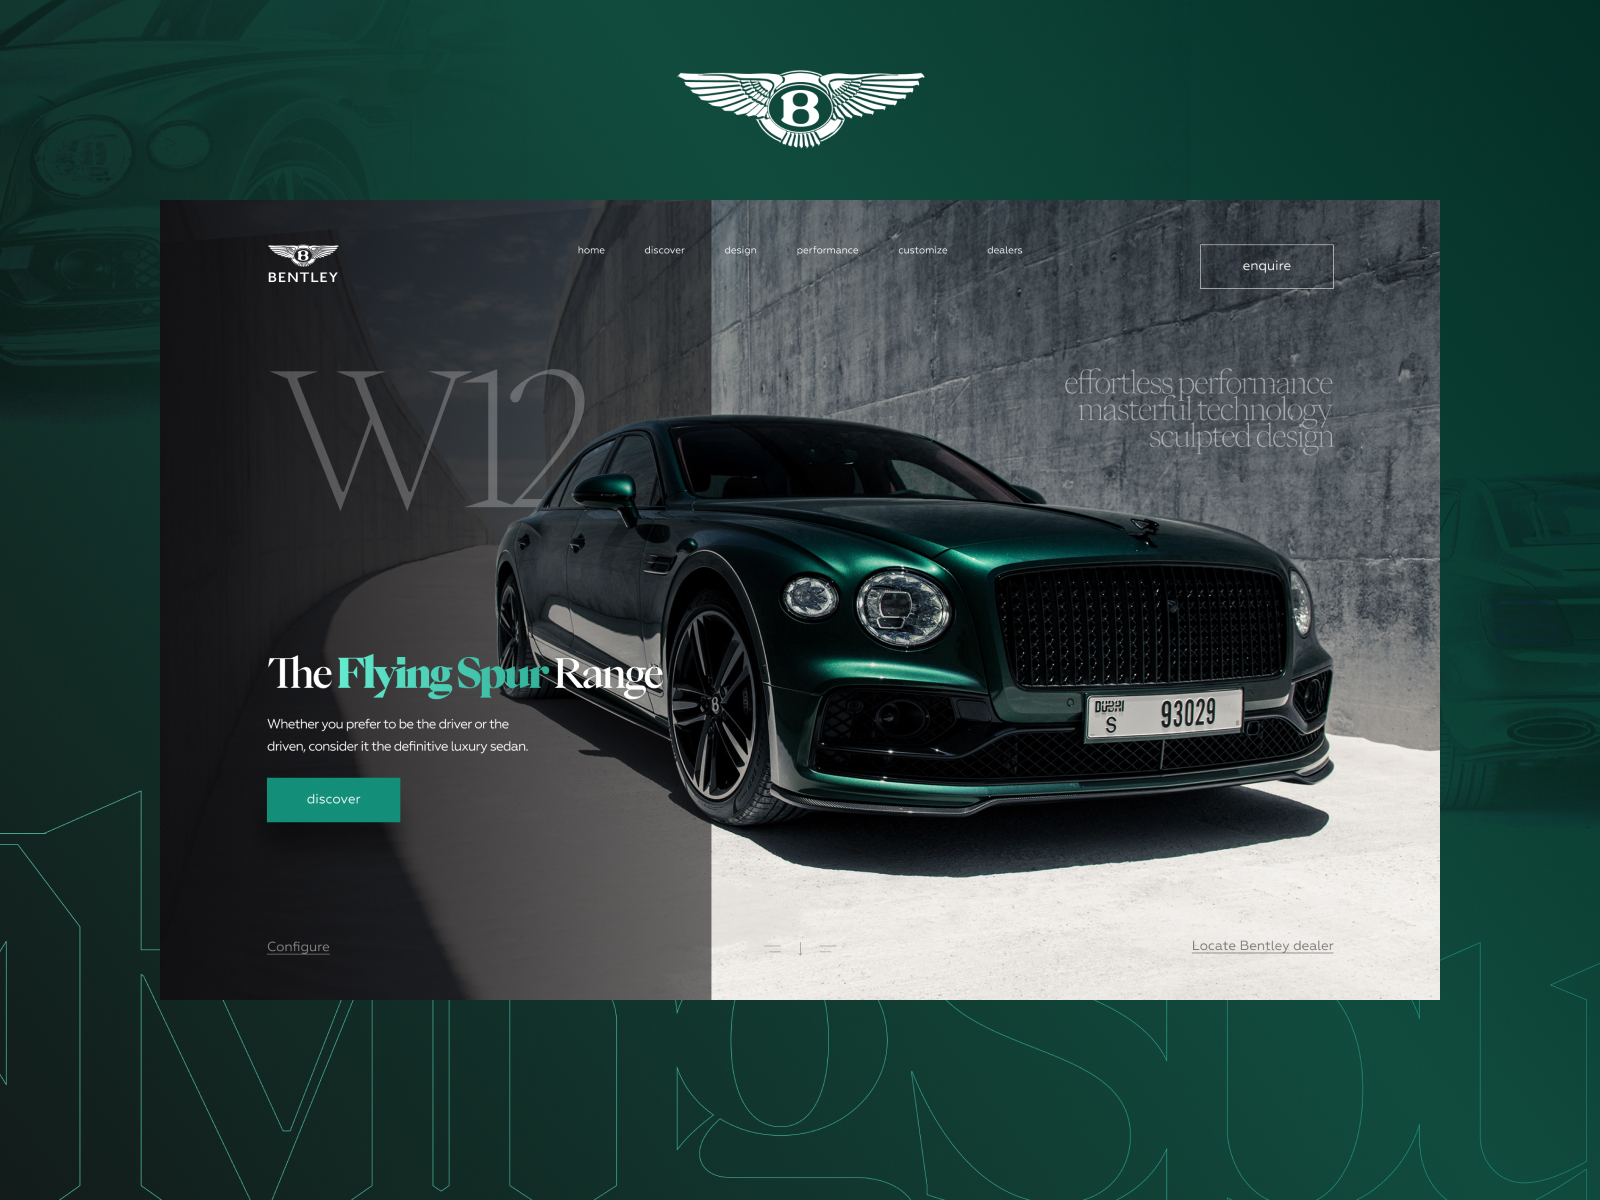 B
B
BENTLEY
home
discover
design
performance
customize
dealers
enquire
W12
effortless performance
masterful technology
sculpted design
The Flying Spur Range
Whether you prefer to be the driver or the
driven, consider it the definitive luxury sedan.
discover
DUBAI
S
93029
B
Configure
Locate Bentley dealer